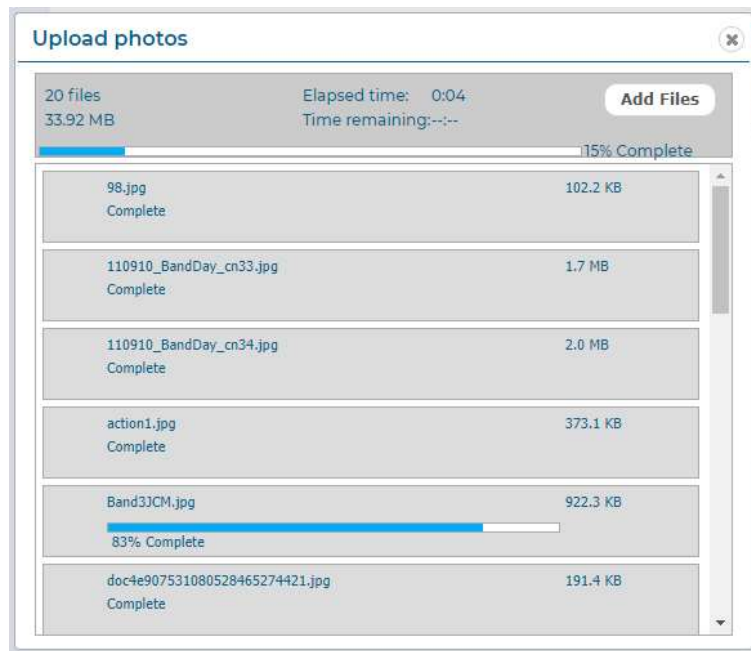 Upload photos
20 files
Elapsed time: 0:04
Add Files
33.92 MB
Time remaining:--:--
15% Complete
98.jpg
102.2 KB
Complete
110910_BandDay_cn33.jpg
1.7 MB
Complete
110910_BandDay_cn34.jpg
2.0 MB
Complete
action1.jpg
373.1 KB
Complete
Band3JCM.jpg
922.3 KB
83% Complete
doc4e907531080528465274421.jpg
191.4 KB
Complete